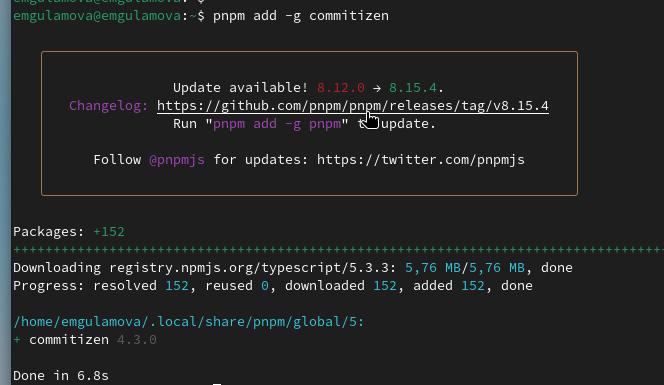 emgulamova@emgulamova:~$ pnpm add -g commitizen
Update available! 8.12.0 → 8.15.4.
Changelog: https://github.com/pnpm/pnpm/releases/tag/v8.15.4
Run "pnpm add -g pnpm" to update.
Follow @pnpmjs for updates: https://twitter.com/pnpmjs
Packages: +152
++++++++++++++++++++++++++++++++++++++++++++++++++++++++++++++++++++++++++++++++++
Downloading registry.npmjs.org/typescript/5.3.3: 5,76 MB/5,76 MB, done
Progress: resolved 152, reused 0, downloaded 152, added 152, done
/home/emgulamova/.local/share/pnpm/global/5:
+ commitizen 4.3.0
Done in 6.8s